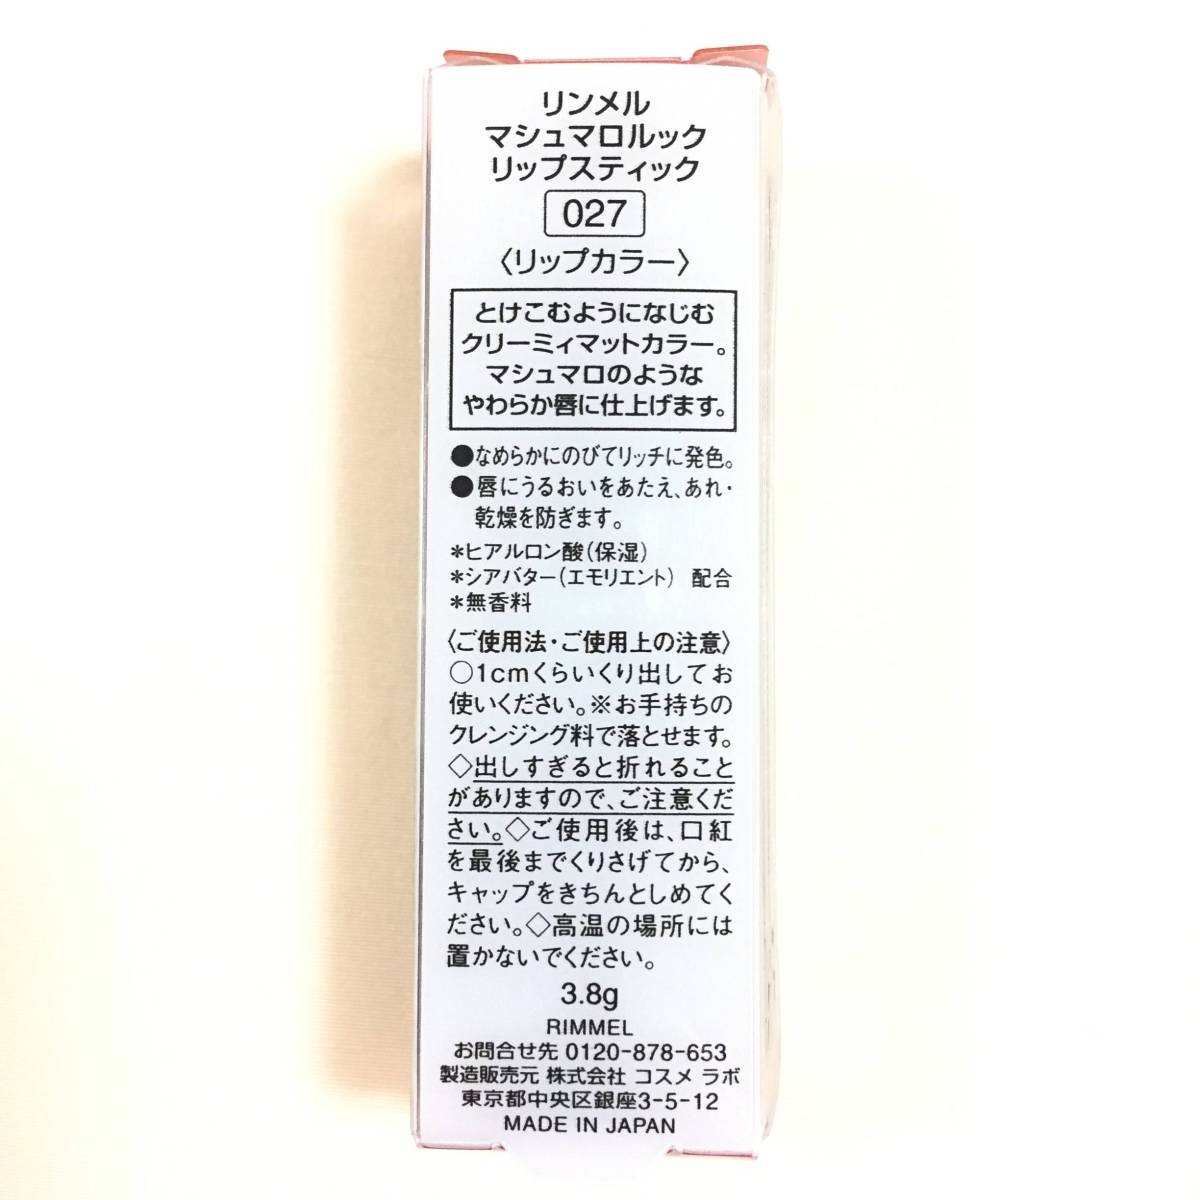 リンメル
マシュマロルック
リップスティック
027
〈リップカラー〉
とけこむようになじむ
クリーミィマットカラー。
マシュマロのような
やわらか唇に仕上げます。
●なめらかにのびてリッチに発色。
●唇にうるおいをあたえ、あれ・
乾燥を防ぎます。
*ヒアルロン酸(保湿)
*シアバター(エモリエント) 配合
*無香料
〈ご使用法・ご使用上の注意〉
○1cmくらいくり出してお
使いください。※お手持ちの
クレンジング料で落とせます。
◇出しすぎると折れること
がありますので、ご注意くだ
さい。◇ご使用後は、口紅
を最後までくりさげてから、
キャップをきちんとしめてく
ださい。◇高温の場所には
置かないでください。
3.8g
RIMMEL
お問合せ先 0120-878-653
製造販売元 株式会社 コスメ ラボ
東京都中央区銀座3-5-12
MADE IN JAPAN